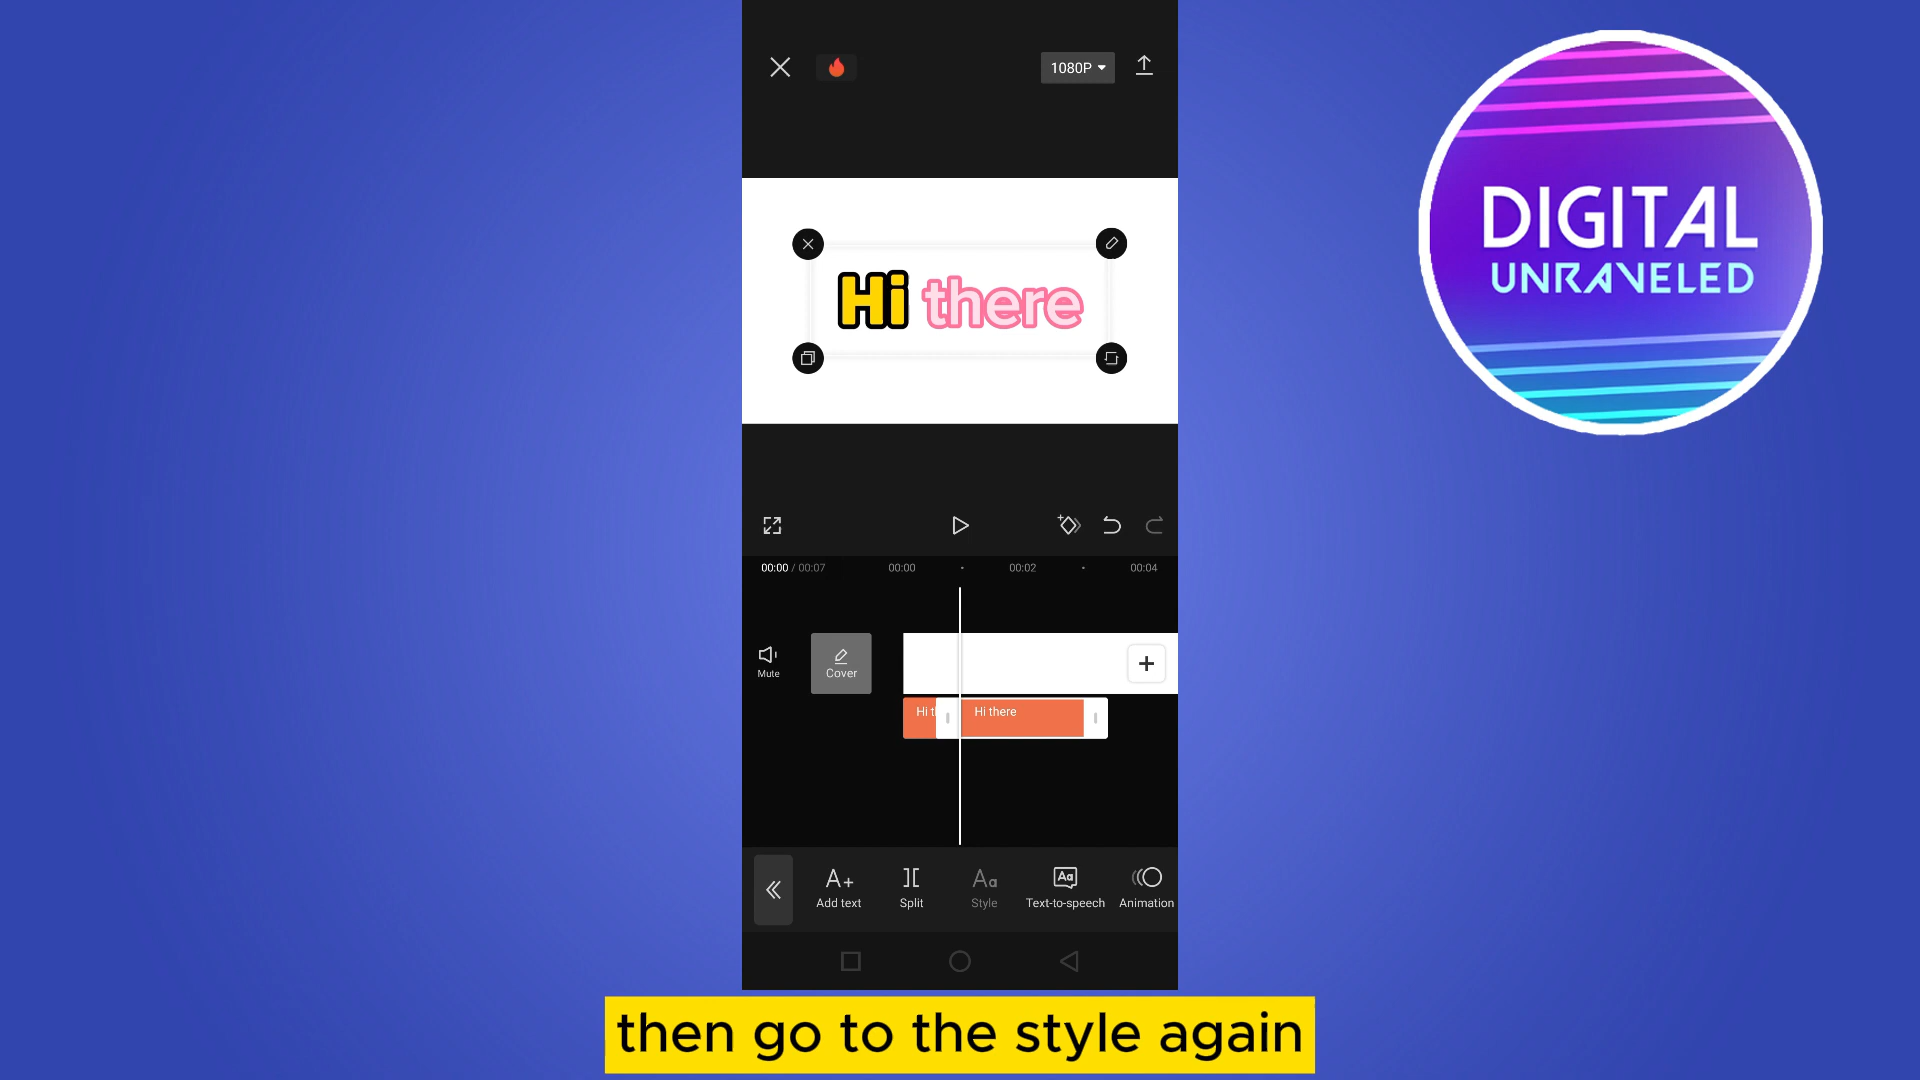 1080P
DIGITAL
UNRAVELED
Hi there
00:00 / 00:07
00:00
00:02
00:04
Mute
Cover
Hi th
Hi there
Add text
Split
Style
Text-to-speech
Animation
then go to the style again